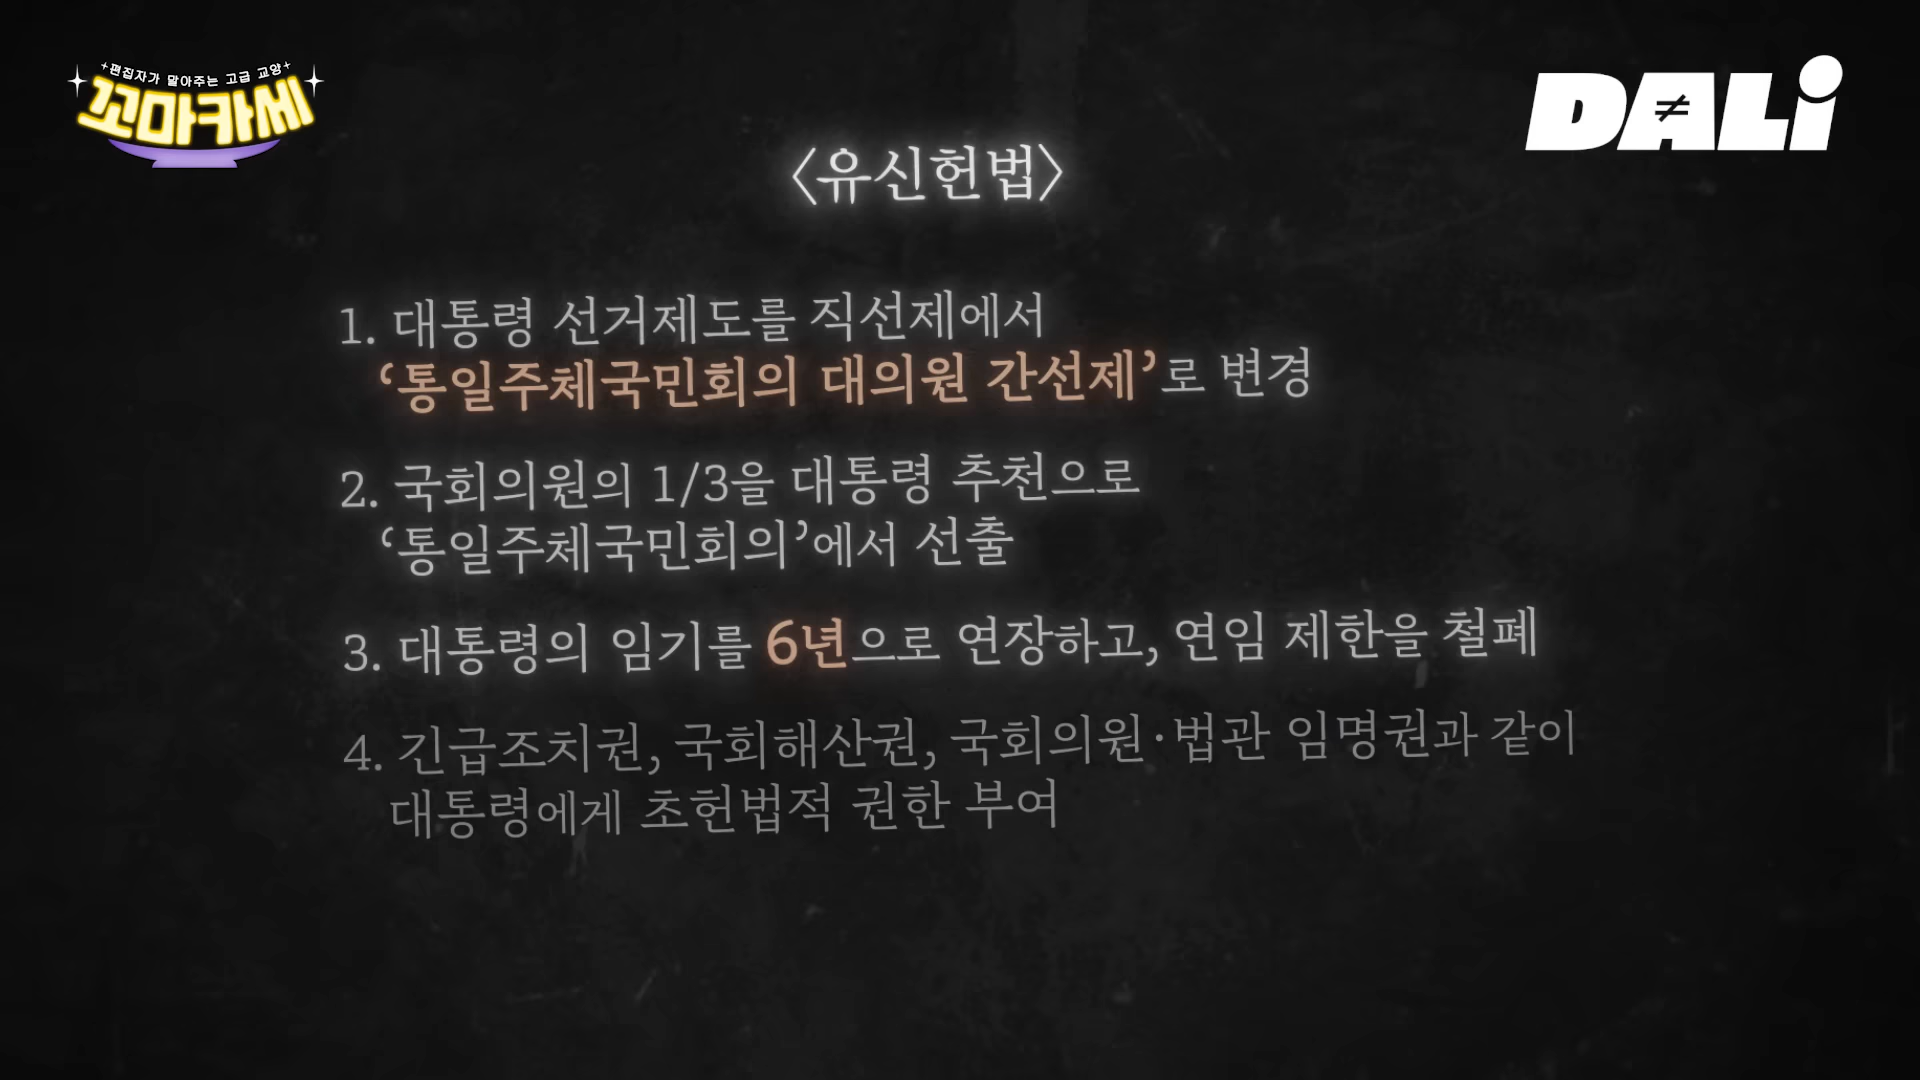 +편집자가 말아주는 고급 교양+
꼬마카세
DALi
≠
〈유신헌법〉
1. 대통령 선거제도를 직선제에서
‘통일주체국민회의 대의원 간선제’로 변경
2. 국회의원의 1/3을 대통령 추천으로
‘통일주체국민회의’에서 선출
3. 대통령의 임기를 6년으로 연장하고, 연임 제한을 철폐
4. 긴급조치권, 국회해산권, 국회의원·법관 임명권과 같이
대통령에게 초헌법적 권한 부여